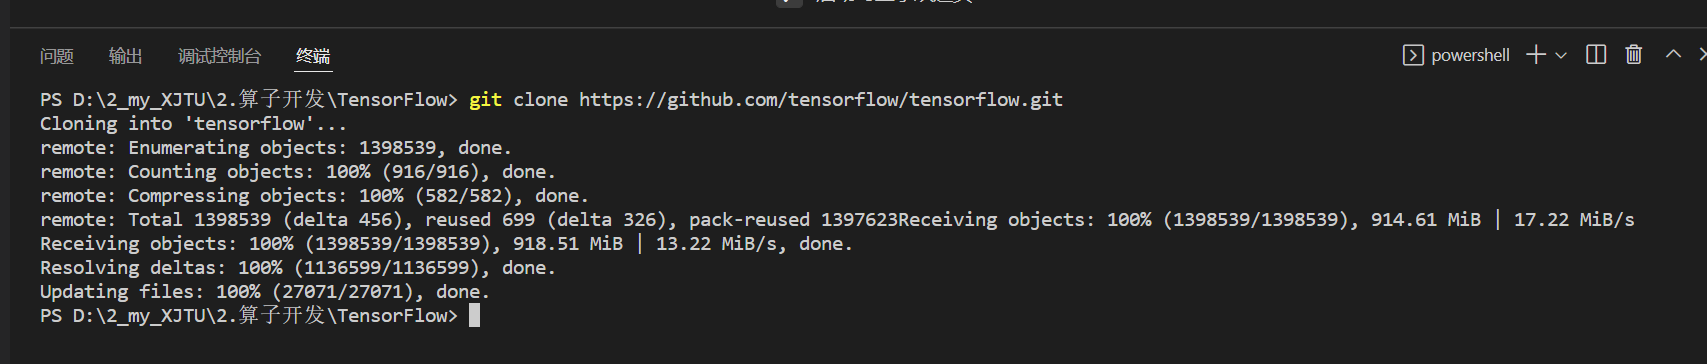 问题 输出 调试控制台 终端 powershell
PS D:\2_my_XJTU\2.算子开发\TensorFlow> git clone https://github.com/tensorflow/tensorflow.git
Cloning into 'tensorflow'...
remote: Enumerating objects: 1398539, done.
remote: Counting objects: 100% (916/916), done.
remote: Compressing objects: 100% (582/582), done.
remote: Total 1398539 (delta 456), reused 699 (delta 326), pack-reused 1397623Receiving objects: 100% (1398539/1398539), 914.61 MiB | 17.22 MiB/s
Receiving objects: 100% (1398539/1398539), 918.51 MiB | 13.22 MiB/s, done.
Resolving deltas: 100% (1136599/1136599), done.
Updating files: 100% (27071/27071), done.
PS D:\2_my_XJTU\2.算子开发\TensorFlow>